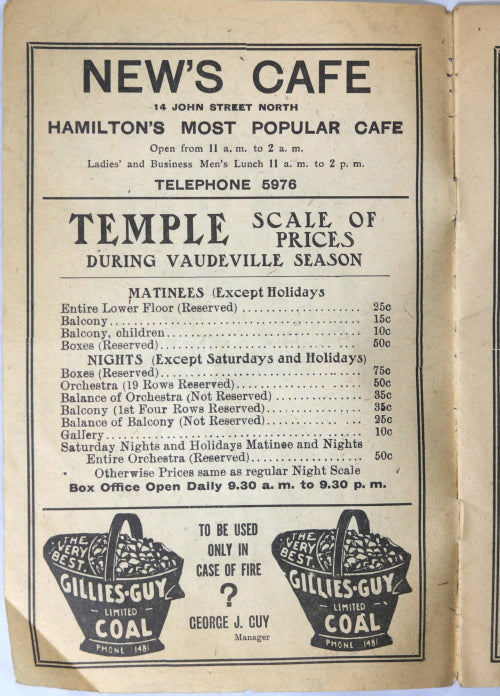 NEW'S CAFE
14 JOHN STREET NORTH
HAMILTON'S MOST POPULAR CAFE
Open from 11 a. m. to 2 a. m.
Ladies' and Business Men's Lunch 11 a. m. to 2 p. m.
TELEPHONE 5976
TEMPLE SCALE OF PRICES
DURING VAUDEVILLE SEASON
MATINEES (Except Holidays
Entire Lower Floor (Reserved) .................... 25c
Balcony.................... 15c
Balcony, children.................... 10c
Boxes (Reserved).................... 50c
NIGHTS (Except Saturdays and Holidays)
Boxes (Reserved).................... 75c
Orchestra (19 Rows Reserved).................... 50c
Balance of Orchestra (Not Reserved) .................... 35c
Balcony (1st Four Rows Reserved).................... 35c
Balance of Balcony (Not Reserved).................... 25c
Gallery.................... 10c
Saturday Nights and Holidays Matinee and Nights
Entire Orchestra (Reserved).................... 50c
Otherwise Prices same as regular Night Scale
Box Office Open Daily 9.30 a. m. to 9.30 p. m.
THE VERY BEST.
GILLIES-GUY
LIMITED
COAL
PHONE 1481
TO BE USED
ONLY IN
CASE OF FIRE
?
GEORGE J. GUY
Manager
THE VERY BEST.
GILLIES-GUY
LIMITED
COAL
PHONE 1481